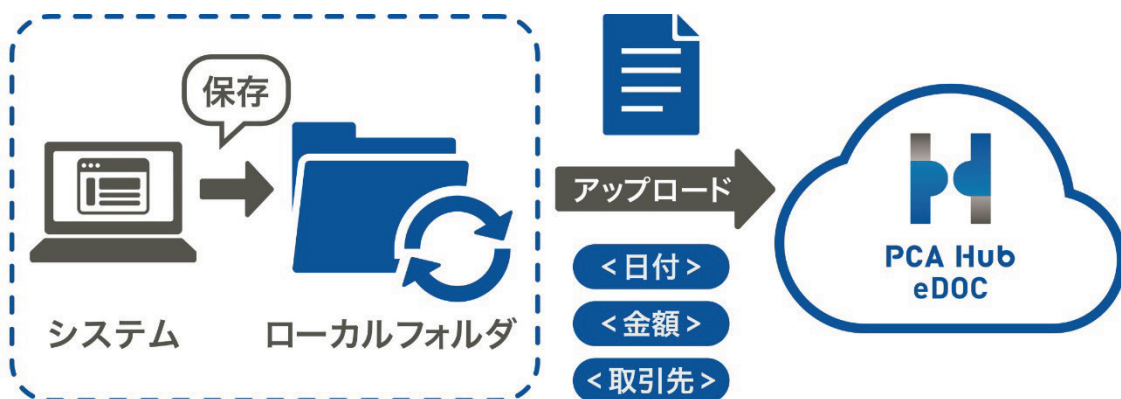 保存
システム
ローカルフォルダ
アップロード
<日付>
<金額>
<取引先>
PCA Hub
eDOC